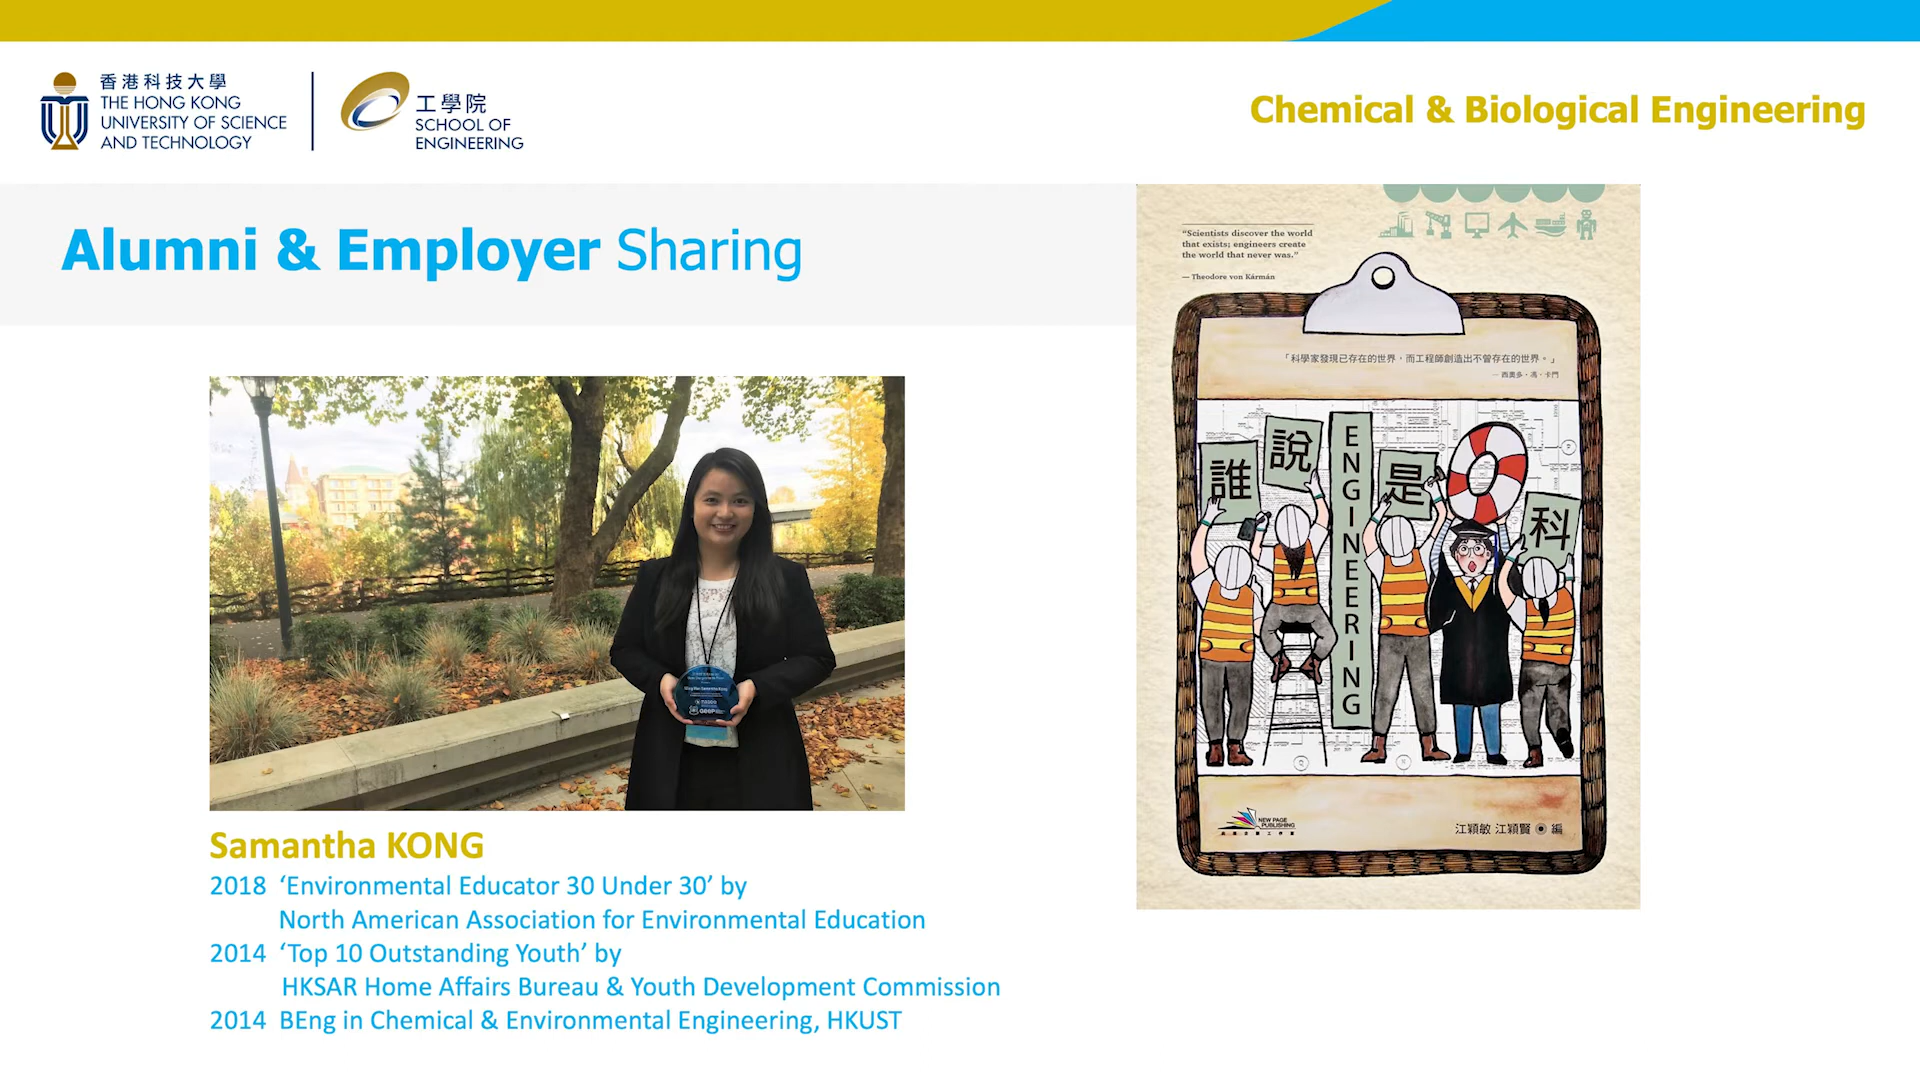 香港科技大學
THE HONG KONG
UNIVERSITY OF SCIENCE
AND TECHNOLOGY
工學院
SCHOOL OF
ENGINEERING
Chemical & Biological Engineering
Alumni & Employer Sharing
Samantha KONG
2018 ‘Environmental Educator 30 Under 30’ by
North American Association for Environmental Education
2014 ‘Top 10 Outstanding Youth’ by
HKSAR Home Affairs Bureau & Youth Development Commission
2014 BEng in Chemical & Environmental Engineering, HKUST
“Scientists discover the world
that exists; engineers create
the world that never was.”
— Theodore von Kármán
「科學家發現已存在的世界，而工程師創造出不曾存在的世界。」
— 西奧多・馮・卡門
誰說
ENGINEERING
是
科
NEW PAGE
PUBLISHING
江穎敏 江穎賢 ◉ 編